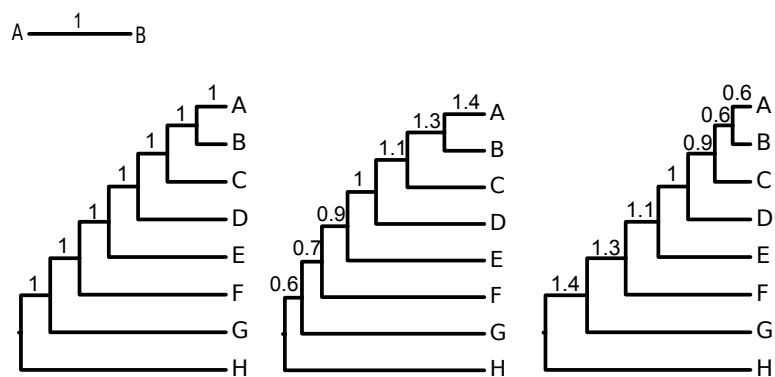 1
A B
1 A
1 B
1 C
1 D
1 E
1 F
1 G
H
1.4 A
1.3 B
1.1 C
1 D
0.9 E
0.7 F
0.6 G
H
0.6 A
0.6 B
0.9 C
1 D
1.1 E
1.3 F
1.4 G
H